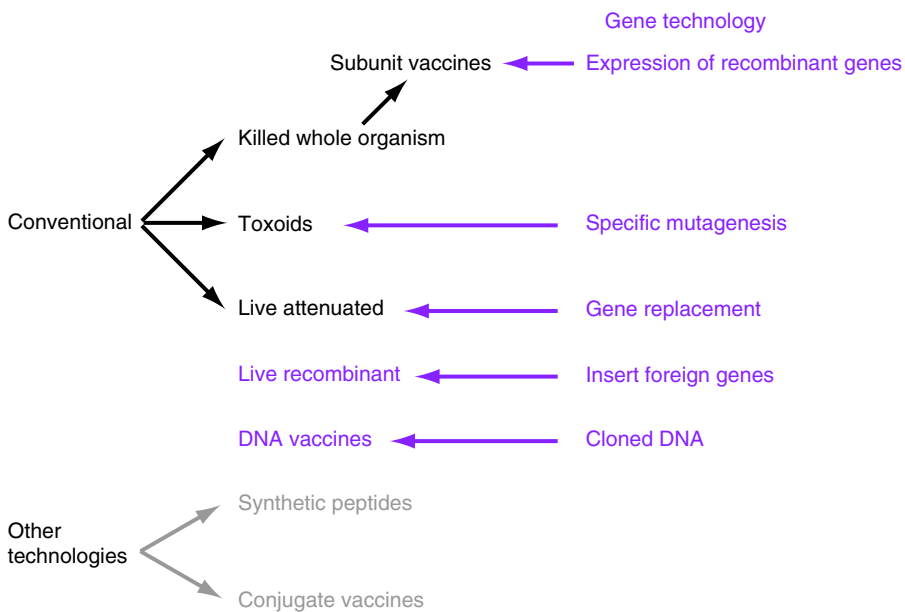 Gene technology
Subunit vaccines
Expression of recombinant genes
Killed whole organism
Conventional
Toxoids
Specific mutagenesis
Live attenuated
Gene replacement
Live recombinant
Insert foreign genes
DNA vaccines
Cloned DNA
Synthetic peptides
Other
technologies
Conjugate vaccines